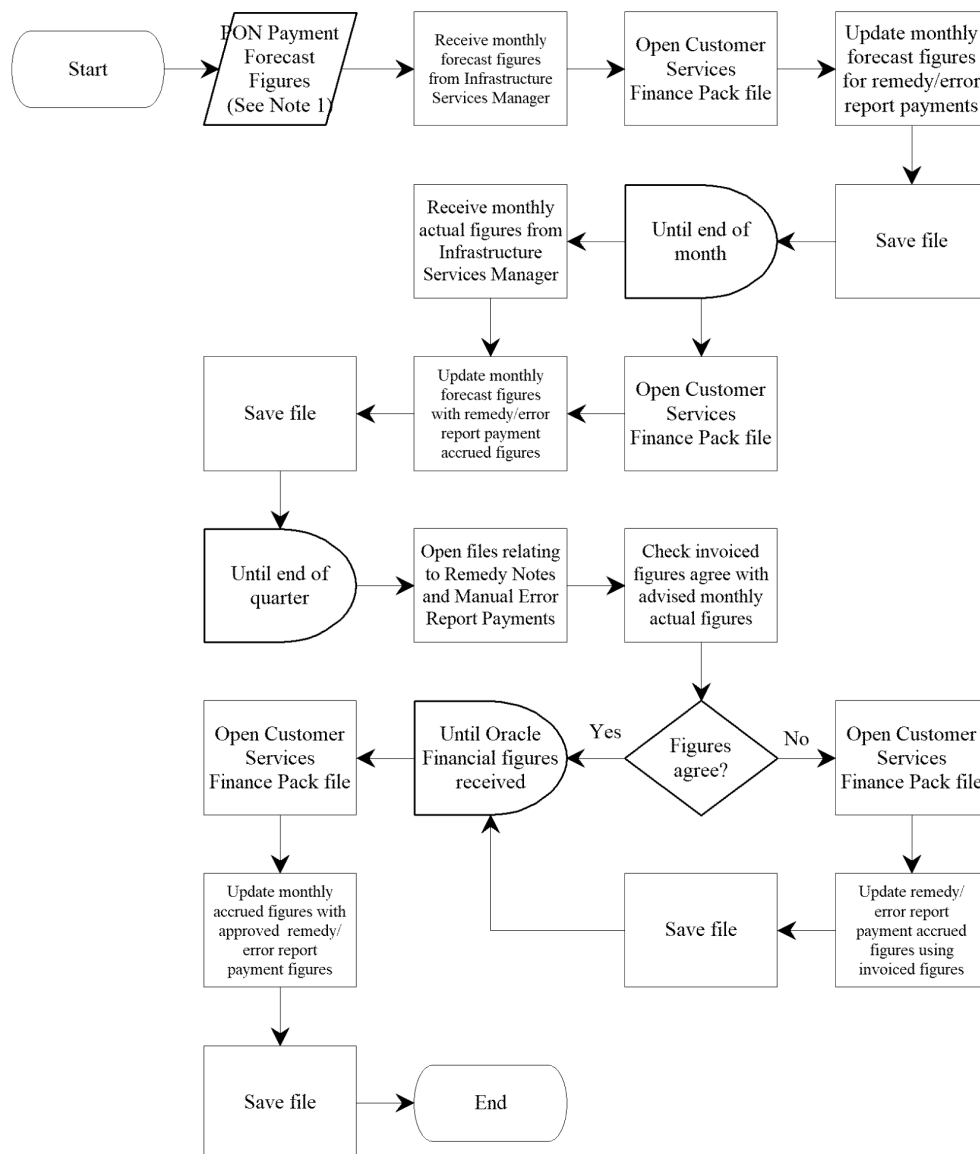 Start
PON Payment
Forecast
Figures
(See Note 1)
Receive monthly
forecast figures
from Infrastructure
Services Manager
Open Customer
Services
Finance Pack file
Update monthly
forecast figures
for remedy/error
report payments
Receive monthly
actual figures from
Infrastructure
Services Manager
Until end of
month
Save file
Save file
Update monthly
forecast figures
with remedy/error
report payment
accrued figures
Open Customer
Services
Finance Pack file
Until end of
quarter
Open files relating
to Remedy Notes
and Manual Error
Report Payments
Check invoiced
figures agree with
advised monthly
actual figures
Open Customer
Services
Finance Pack file
Until Oracle
Financial figures
received
Yes
Figures
agree?
No
Open Customer
Services
Finance Pack file
Update monthly
accrued figures with
approved remedy/
error report
payment figures
Save file
Update remedy/
error report
payment accrued
figures using
invoiced figures
Save file
End